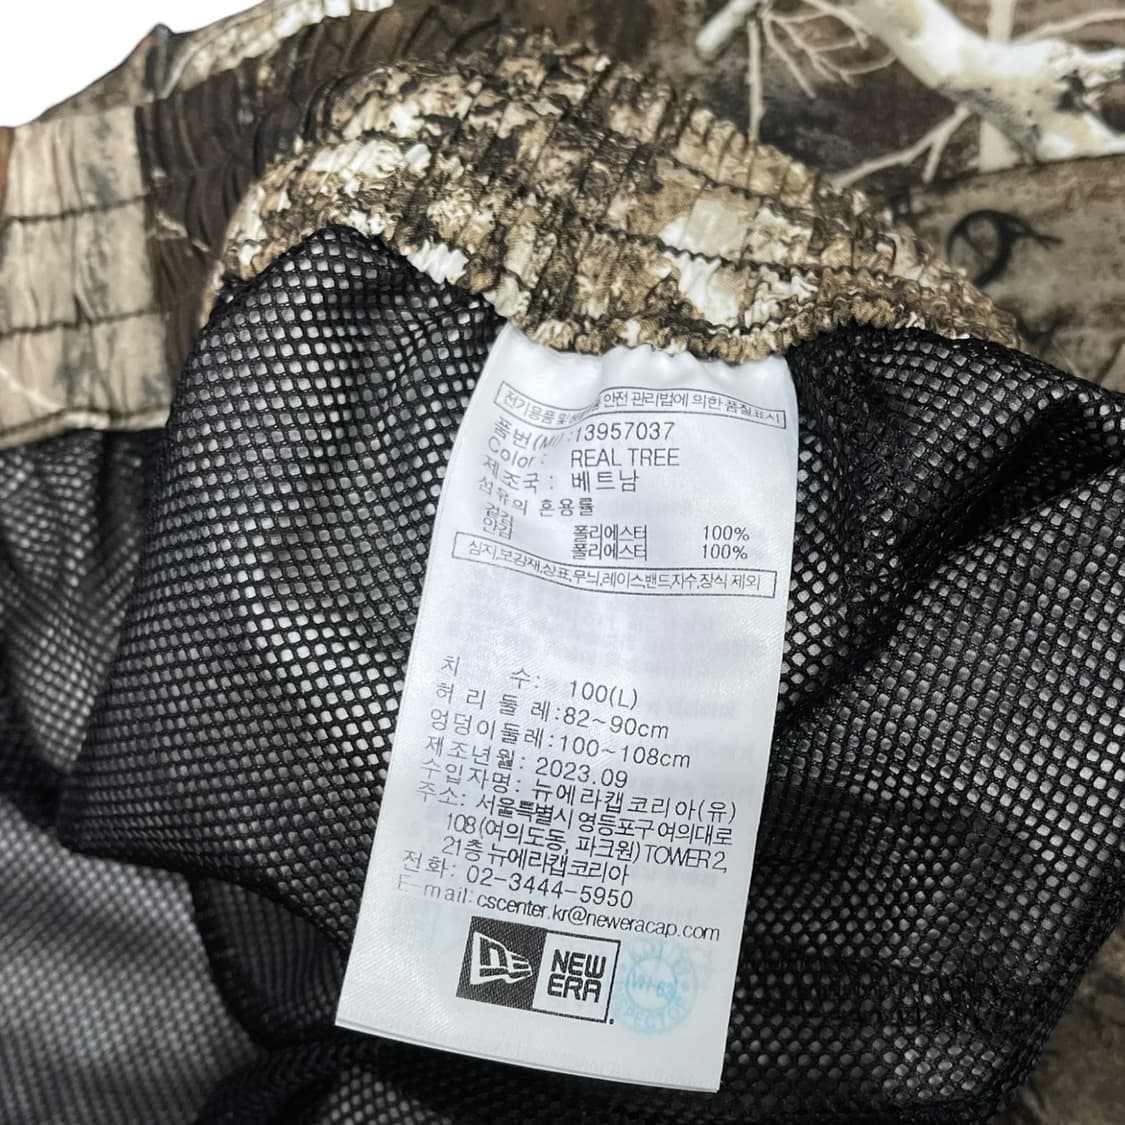 전기용품 및 안전 관리법에 의한 품질표시
품번(MI):13957037
Color: REAL TREE
제조국: 베트남
섬유의 혼용률
겉감 폴리에스터 100%
안감 폴리에스터 100%
심지,보강재,상표,무늬,레이스,밴드,자수,장식 제외
치 수: 100(L)
허리둘레:82~90cm
엉덩이둘레:100~108cm
제조년월: 2023.09
수입자명: 뉴에라캡코리아(유)
주소: 서울특별시 영등포구 여의대로
108(여의도동, 파크원) TOWER 2,
21층 뉴에라캡코리아
전화: 02-3444-5950
E-mail: cscenter.kr@neweracap.com
NEW
ERA